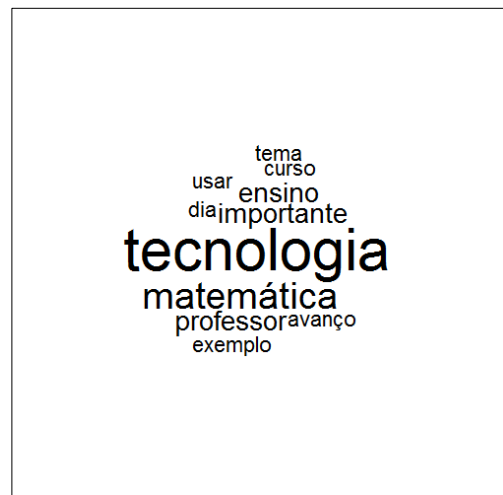 tema
curso
usar
ensino
dia importante
tecnologia
matemática
professor avanço
exemplo